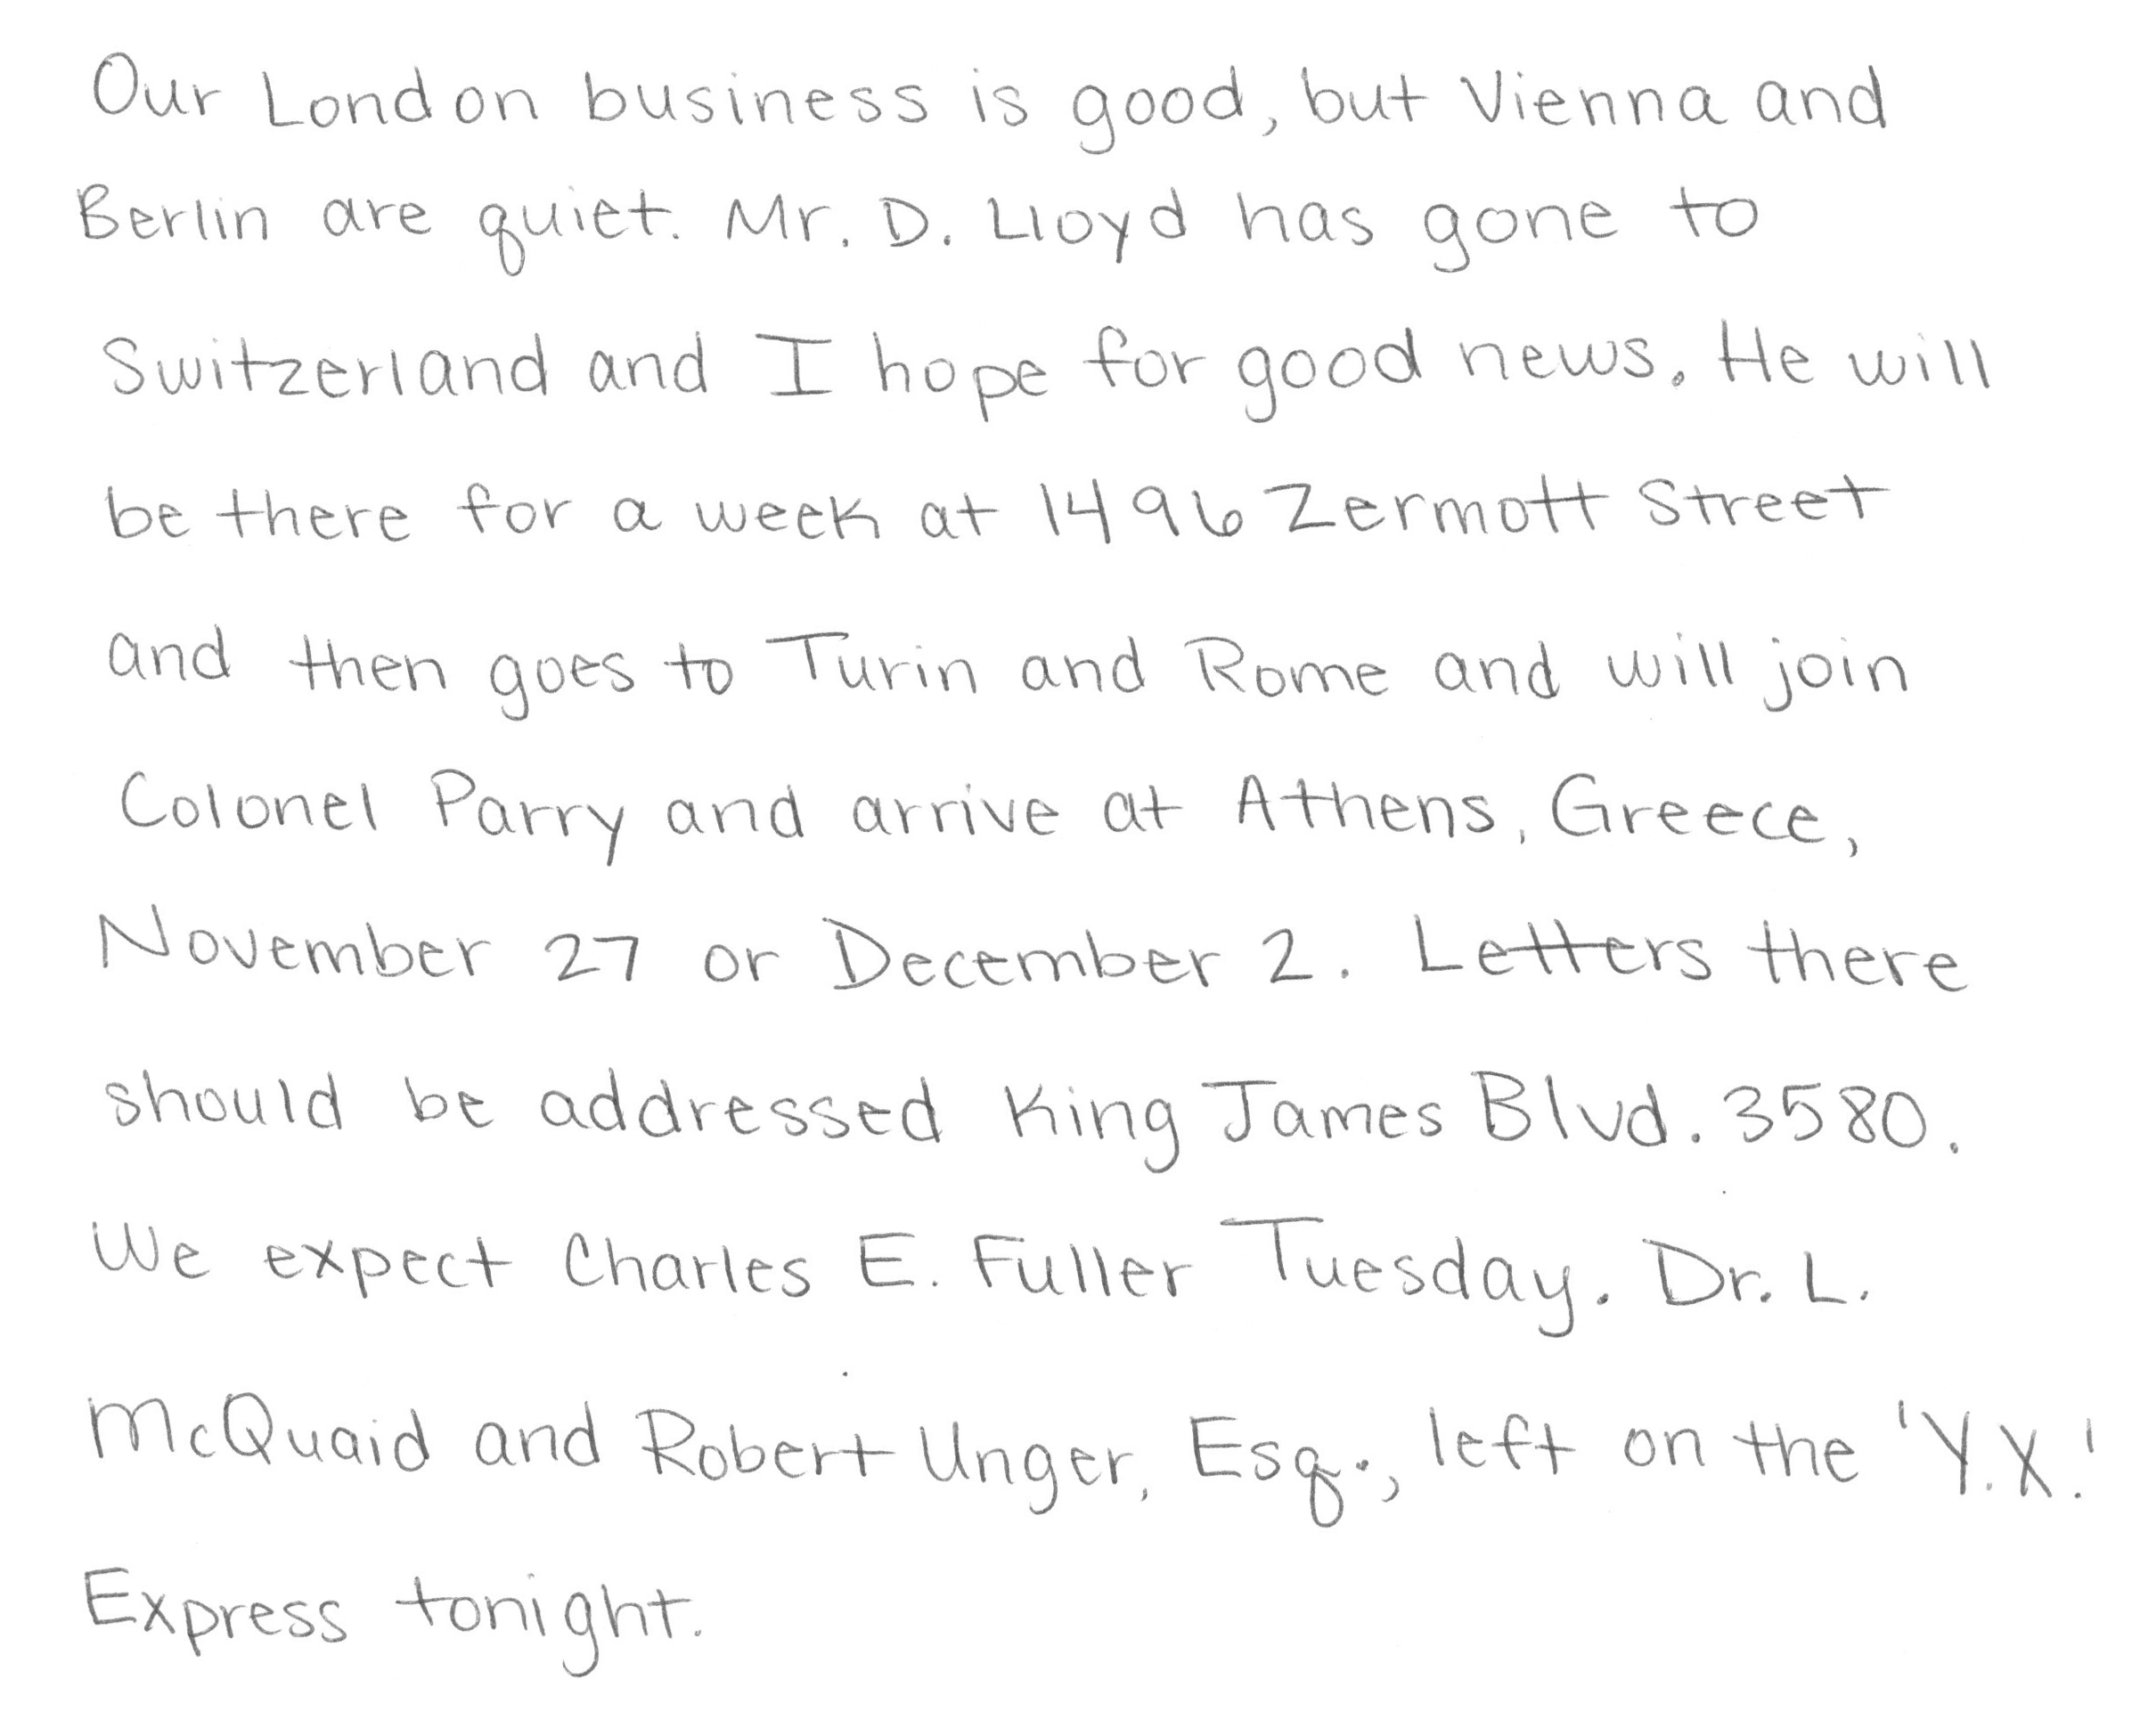 Our London business is good, but Vienna and
Berlin are quiet. Mr. D. Lloyd has gone to
Switzerland and I hope for good news. He will
be there for a week at 1496 Zermott Street
and then goes to Turin and Rome and will join
Colonel Parry and arrive at Athens, Greece,
November 27 or December 2. Letters there
should be addressed King James Blvd. 3580.
We expect Charles E. Fuller Tuesday. Dr. L.
McQuaid and Robert Unger, Esq., left on the 'Y.X.'
Express tonight.